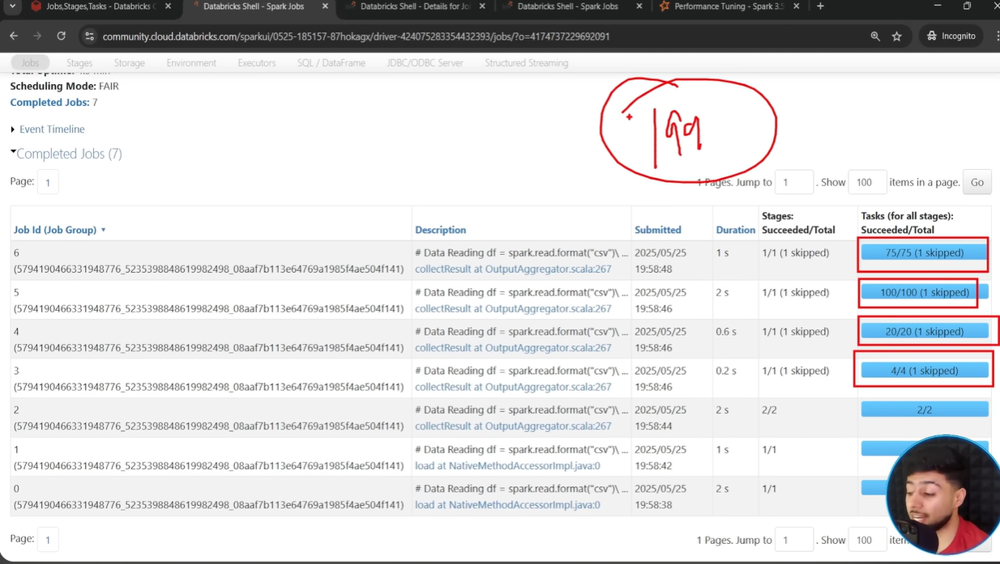 Jobs,Stages,Tasks - Databricks
Databricks Shell - Spark Jobs
Databricks Shell - Details for Jo
Databricks Shell - Spark Jobs
Performance Tuning - Spark 3.5
community.cloud.databricks.com/sparkui/0525-185157-87hokagx/driver-424075283354432393/jobs/?o=4174737229692091
Incognito
Jobs Stages Storage Environment Executors SQL / DataFrame JDBC/ODBC Server Structured Streaming
Scheduling Mode: FAIR
Completed Jobs: 7
Event Timeline
Completed Jobs (7)
199
Page: 1
1 Pages. Jump to 1 . Show 100 items in a page. Go
Job Id (Job Group) ▾ Description Submitted Duration Stages: Succeeded/Total Tasks (for all stages): Succeeded/Total
6 # Data Reading df = spark.read.format("csv")\ ... 2025/05/25 1 s 1/1 (1 skipped) 75/75 (1 skipped)
(5794190466331948776_5235398848619982498_08aaf7b113e64769a1985f4ae504f141) collectResult at OutputAggregator.scala:267 19:58:48
5 # Data Reading df = spark.read.format("csv")\ ... 2025/05/25 2 s 1/1 (1 skipped) 100/100 (1 skipped)
(5794190466331948776_5235398848619982498_08aaf7b113e64769a1985f4ae504f141) collectResult at OutputAggregator.scala:267 19:58:46
4 # Data Reading df = spark.read.format("csv")\ ... 2025/05/25 0.6 s 1/1 (1 skipped) 20/20 (1 skipped)
(5794190466331948776_5235398848619982498_08aaf7b113e64769a1985f4ae504f141) collectResult at OutputAggregator.scala:267 19:58:46
3 # Data Reading df = spark.read.format("csv")\ ... 2025/05/25 0.2 s 1/1 (1 skipped) 4/4 (1 skipped)
(5794190466331948776_5235398848619982498_08aaf7b113e64769a1985f4ae504f141) collectResult at OutputAggregator.scala:267 19:58:46
2 # Data Reading df = spark.read.format("csv")\ ... 2025/05/25 2 s 2/2 2/2
(5794190466331948776_5235398848619982498_08aaf7b113e64769a1985f4ae504f141) collectResult at OutputAggregator.scala:267 19:58:44
1 # Data Reading df = spark.read.format("csv")\ ... 2025/05/25 1 s 1/1
(5794190466331948776_5235398848619982498_08aaf7b113e64769a1985f4ae504f141) load at NativeMethodAccessorImpl.java:0 19:58:42
0 # Data Reading df = spark.read.format("csv")\ ... 2025/05/25 2 s 1/1
(5794190466331948776_5235398848619982498_08aaf7b113e64769a1985f4ae504f141) load at NativeMethodAccessorImpl.java:0 19:58:38
Page: 1
1 Pages. Jump to 1 . Show 100